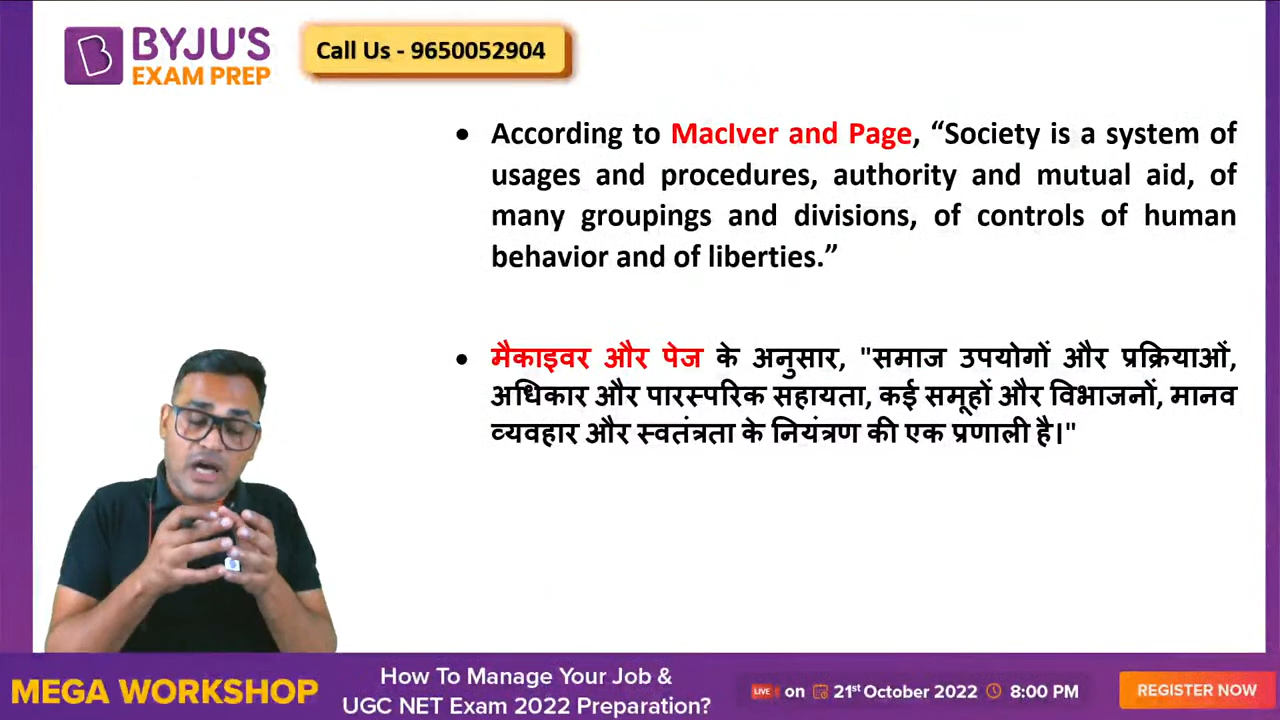 BYJU'S
EXAM PREP
Call Us - 9650052904
• According to MacIver and Page, “Society is a system of
usages and procedures, authority and mutual aid, of
many groupings and divisions, of controls of human
behavior and of liberties.”
• मैकाइवर और पेज के अनुसार, "समाज उपयोगों और प्रक्रियाओं,
अधिकार और पारस्परिक सहायता, कई समूहों और विभाजनों, मानव
व्यवहार और स्वतंत्रता के नियंत्रण की एक प्रणाली है।"
MEGA WORKSHOP
How To Manage Your Job &
UGC NET Exam 2022 Preparation?
LIVE on 21st October 2022 8:00 PM
REGISTER NOW